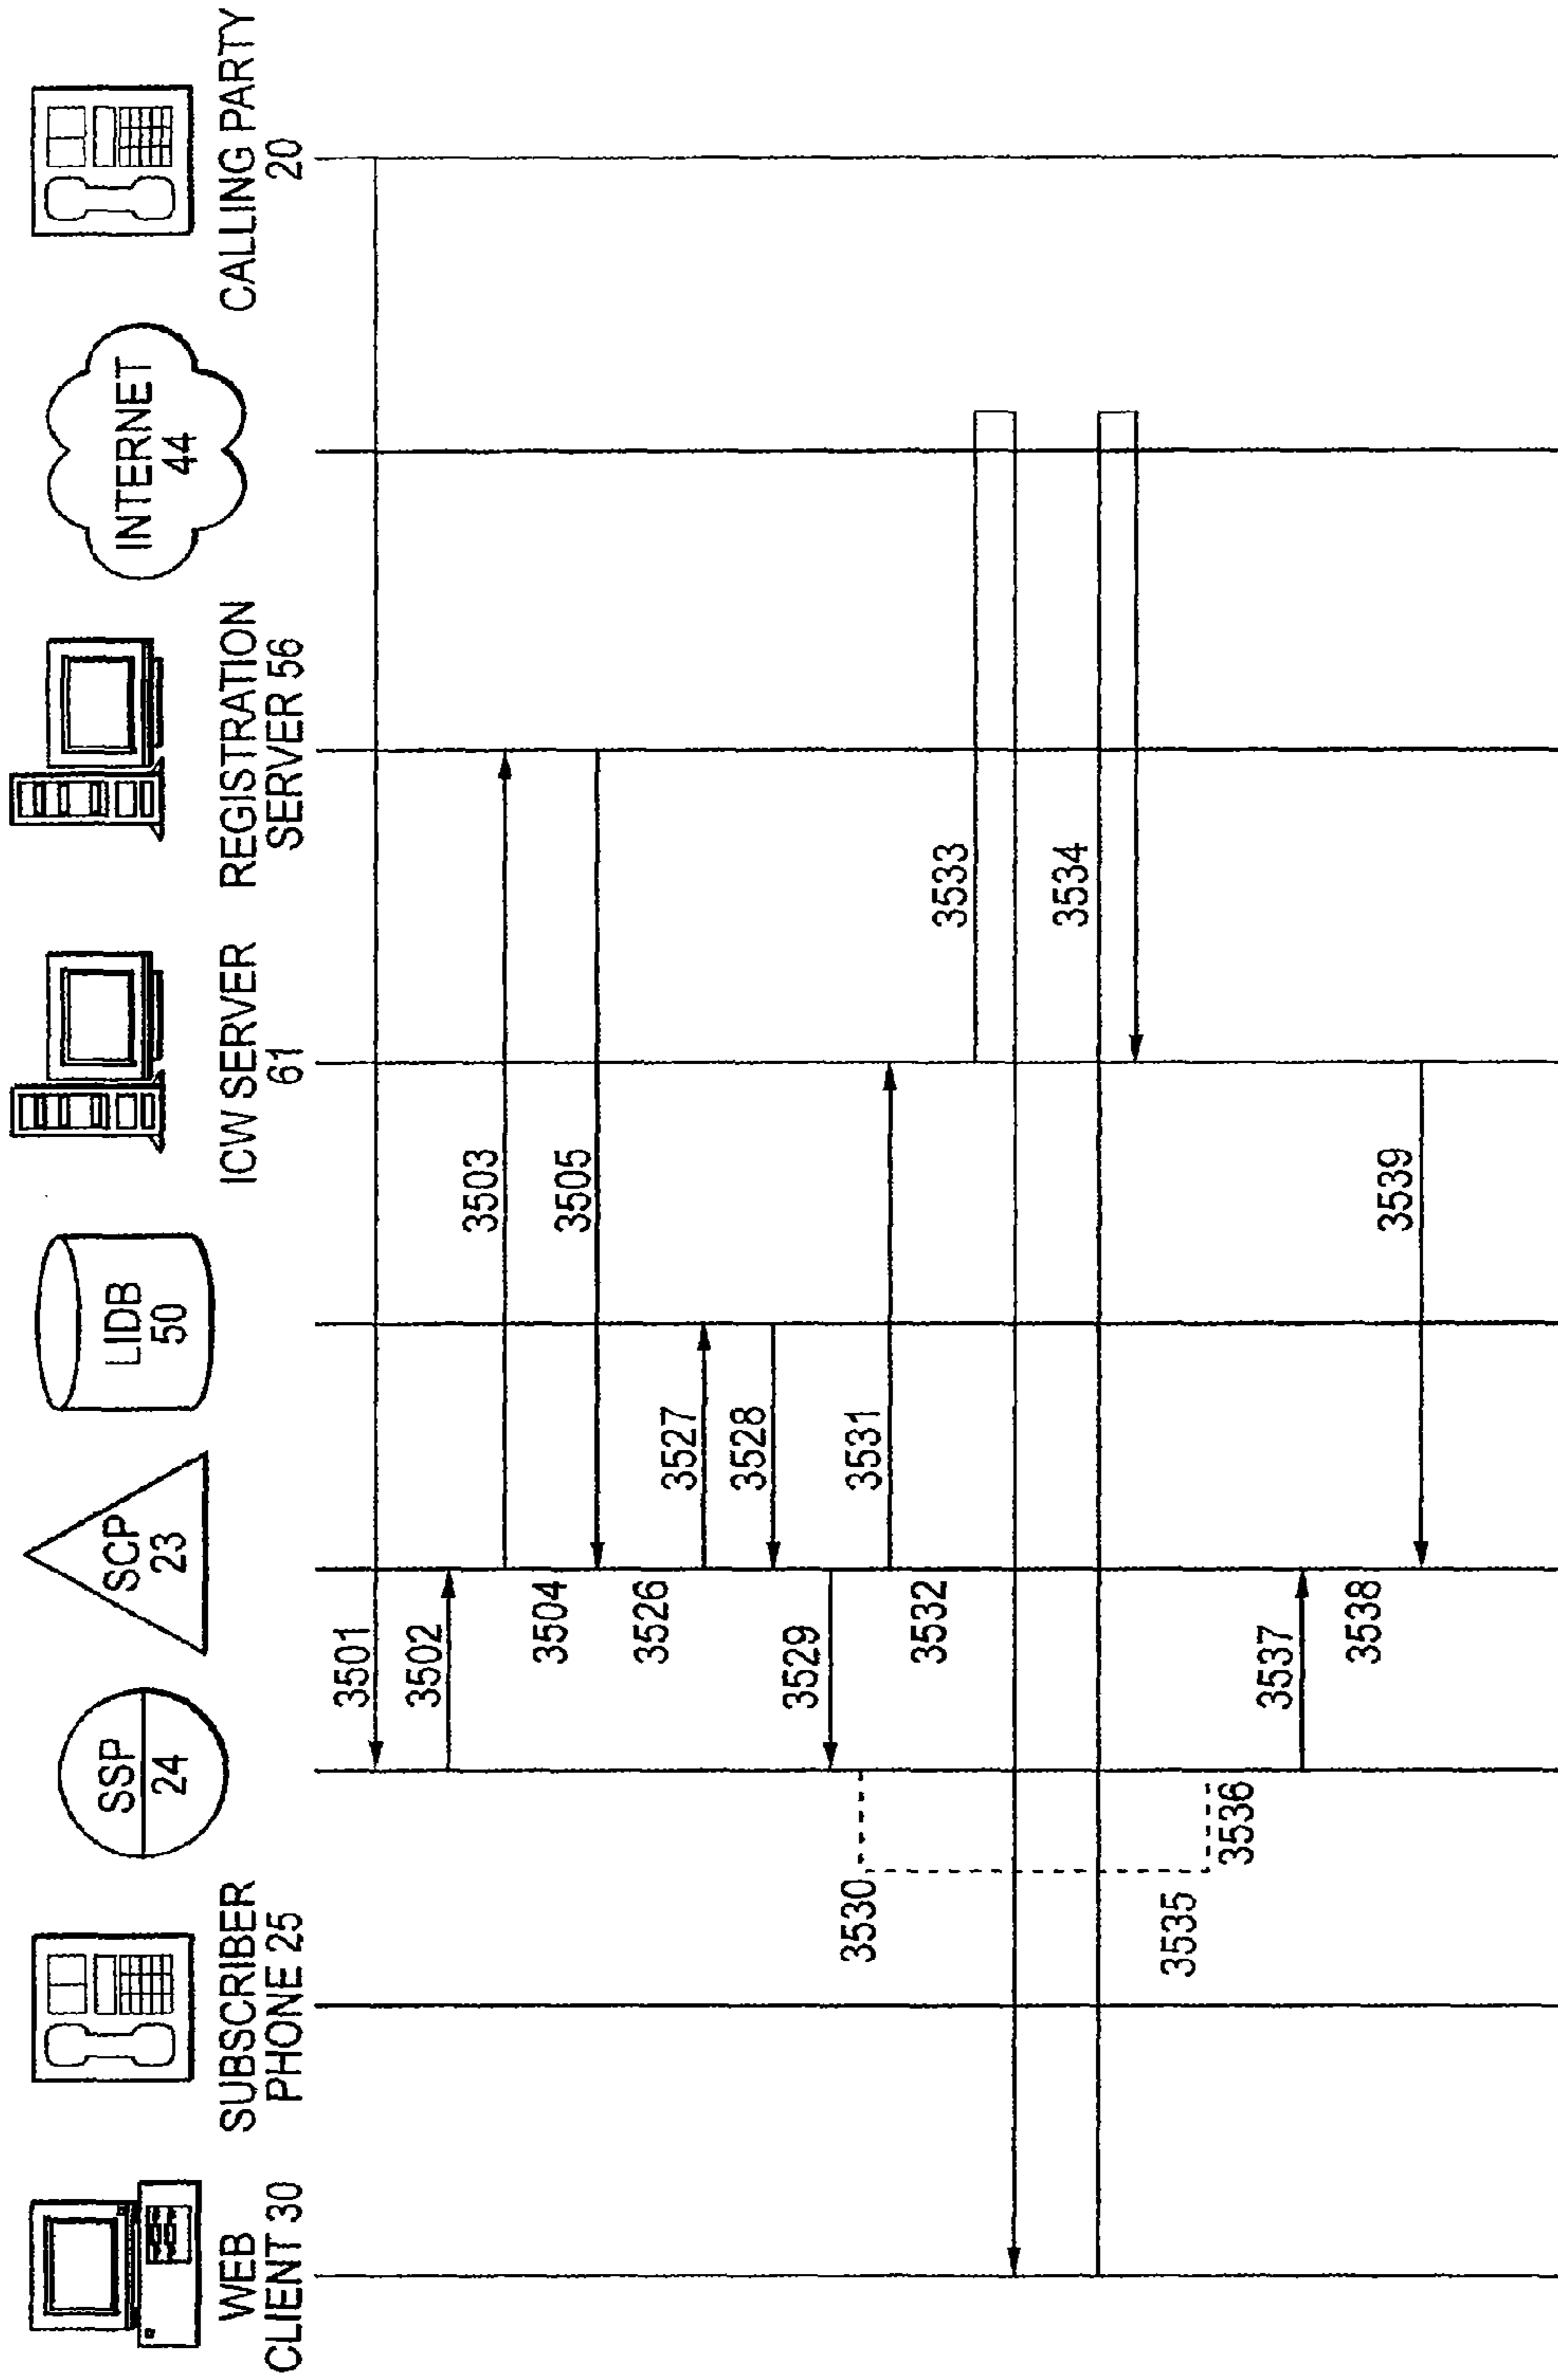 WEB
CLIENT 30
SUBSCRIBER
PHONE 25
SSP
24
SCP
23
LIDB
50
ICW SERVER
61
REGISTRATION
SERVER 56
INTERNET
44
CALLING PARTY
20
3501
3502
3503
3504
3505
3526
3527
3528
3529
3530
3531
3532
3533
3534
3535
3536
3537
3538
3539